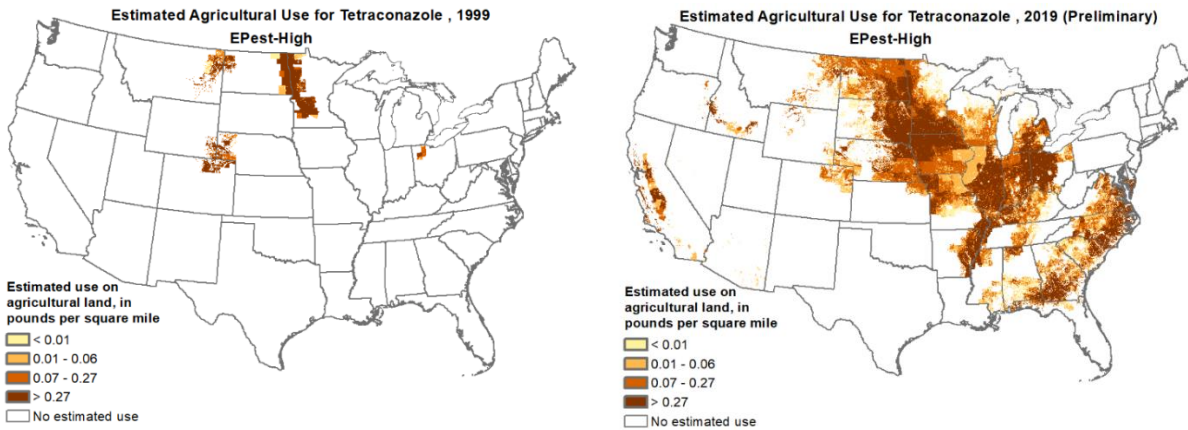 Estimated Agricultural Use for Tetraconazole , 1999
EPest-High
Estimated use on
agricultural land, in
pounds per square mile
< 0.01
0.01 - 0.06
0.07 - 0.27
> 0.27
No estimated use
Estimated Agricultural Use for Tetraconazole , 2019 (Preliminary)
EPest-High
Estimated use on
agricultural land, in
pounds per square mile
< 0.01
0.01 - 0.06
0.07 - 0.27
> 0.27
No estimated use